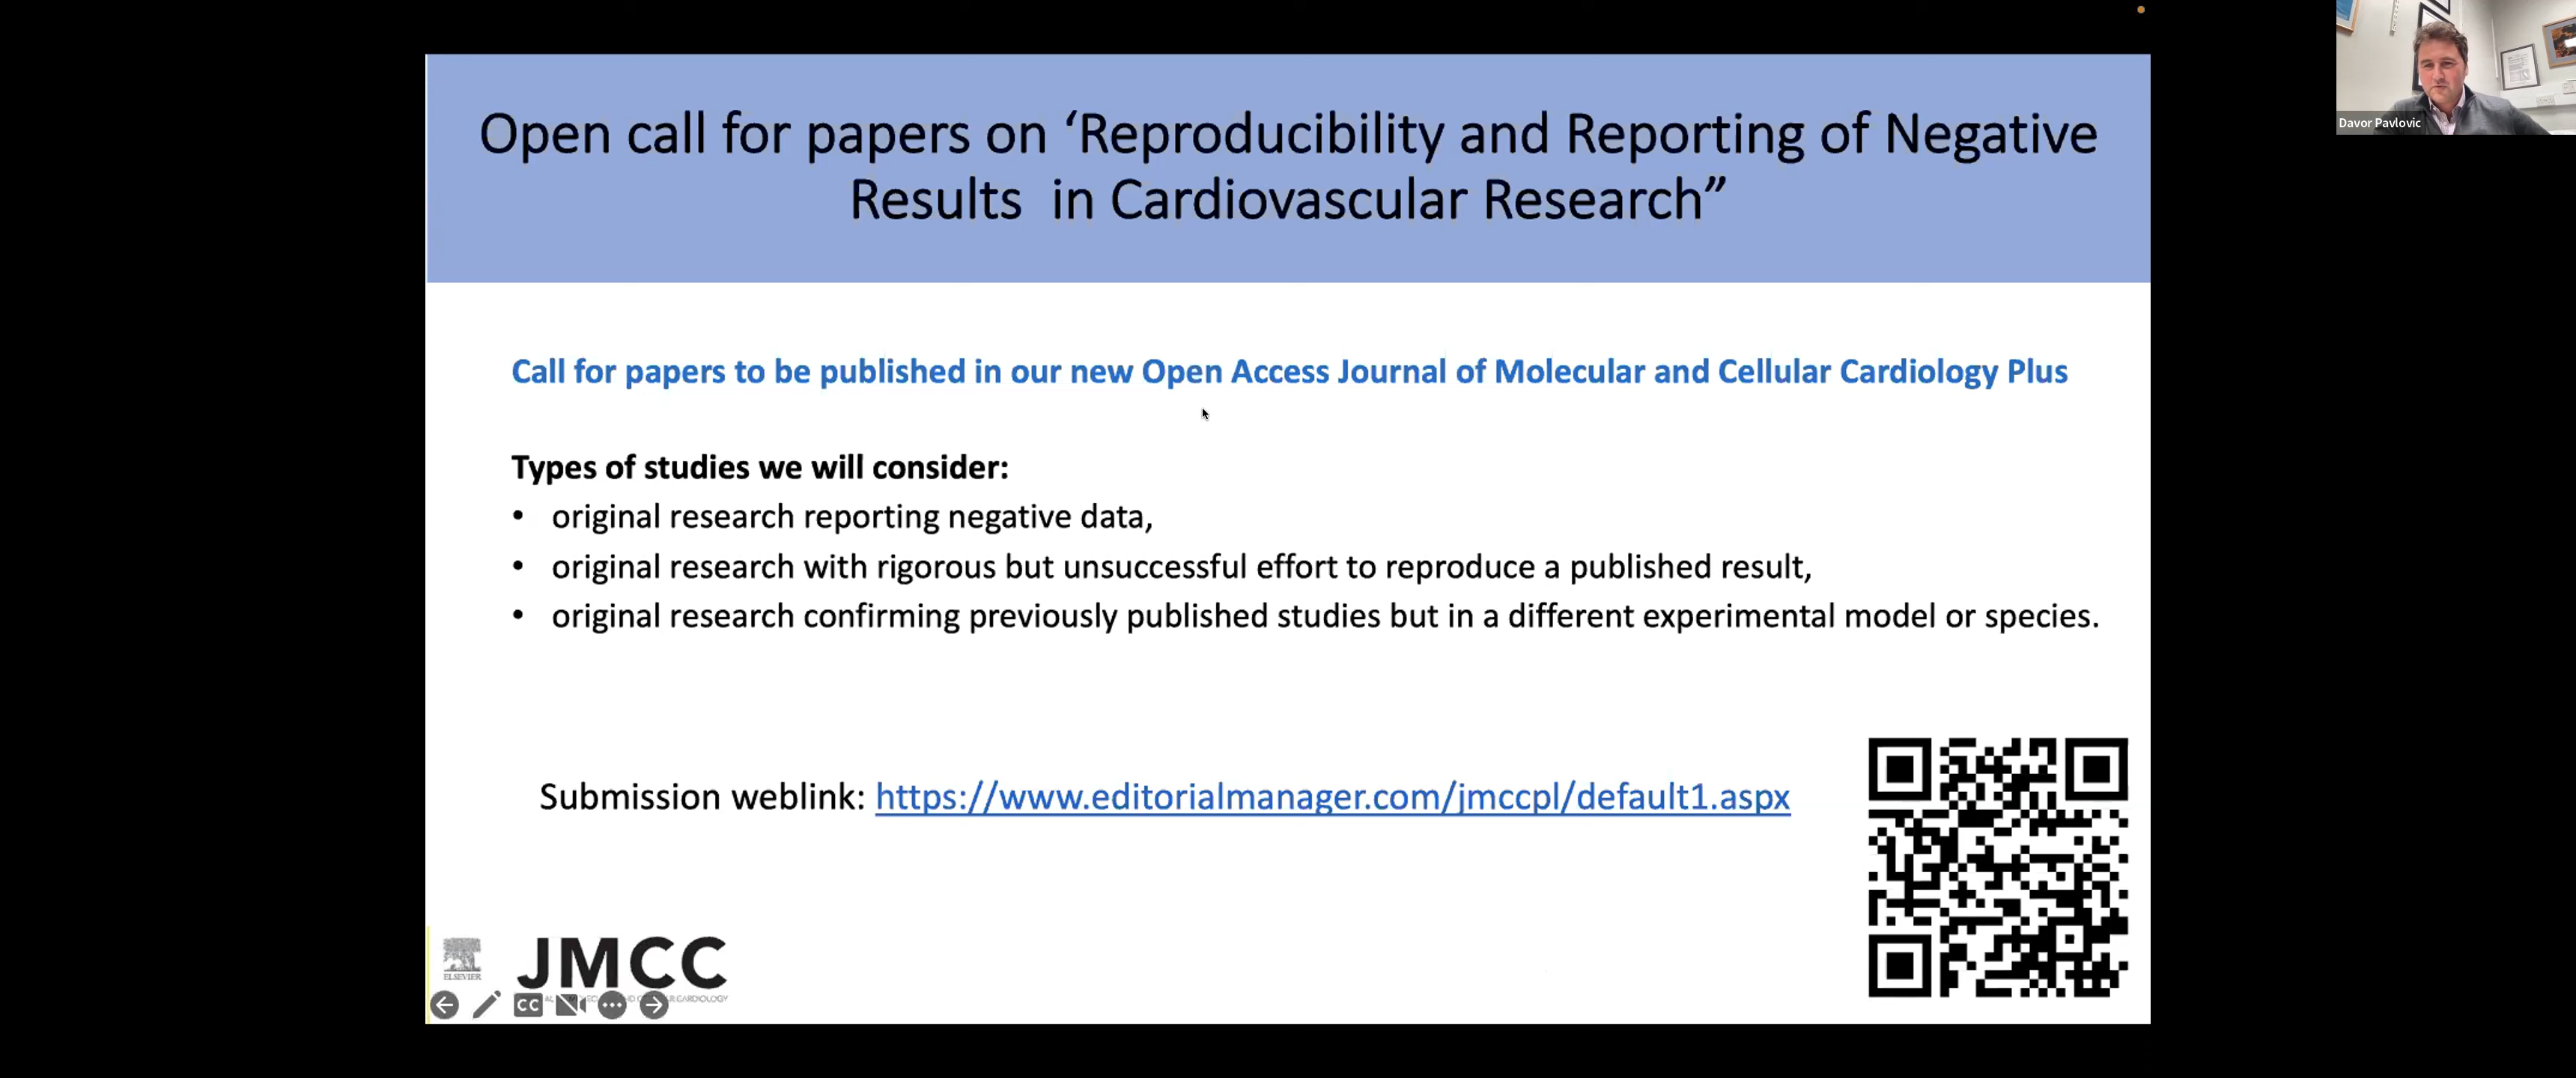 Open call for papers on ‘Reproducibility and Reporting of Negative
Results  in Cardiovascular Research”
Davor Pavlovic
Call for papers to be published in our new Open Access Journal of Molecular and Cellular Cardiology Plus
Types of studies we will consider:
• original research reporting negative data,
• original research with rigorous but unsuccessful effort to reproduce a published result,
• original research confirming previously published studies but in a different experimental model or species.
Submission weblink: https://www.editorialmanager.com/jmccpl/default1.aspx
ELSEVIER
JMCC
CARDIOLOGY
CC